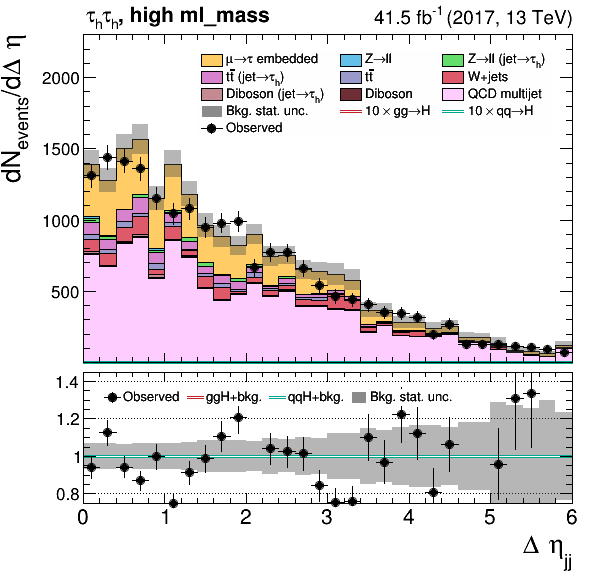 τₕτₕ, high ml_mass 41.5 fb⁻¹ (2017, 13 TeV)
dN_events/dΔ η
μ→τ embedded Z→ll Z→ll (jet→τₕ)
tt̄ (jet→τₕ) tt̄ W+jets
Diboson (jet→τₕ) Diboson QCD multijet
Bkg. stat. unc. 10 × gg→H 10 × qq→H
Observed
2000
1500
1000
500
Observed ggH+bkg. qqH+bkg. Bkg. stat. unc.
1.4
1.2
1.0
0.8
0 1 2 3 4 5 6
Δ η_jj